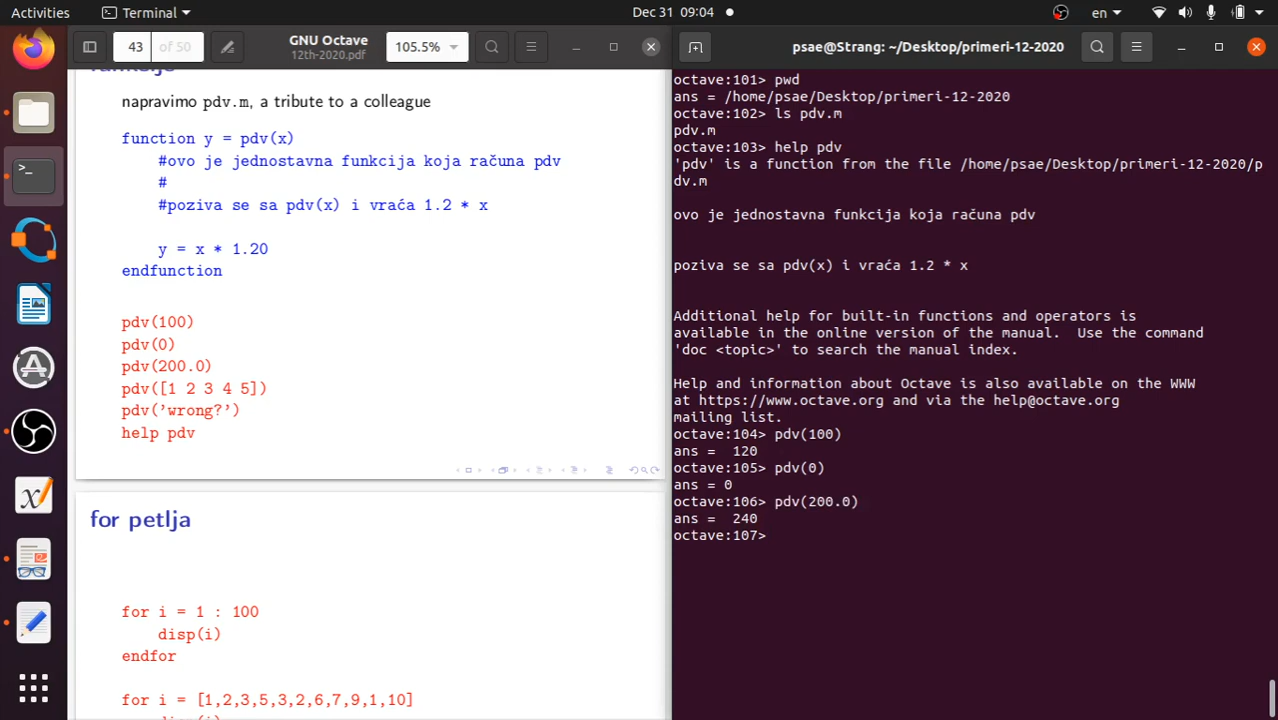 Activities
Terminal
Dec 31 09:04
en
43 of 50
GNU Octave
12th-2020.pdf
105.5%
psae@Strang: ~/Desktop/primeri-12-2020
napravimo pdv.m, a tribute to a colleague
function y = pdv(x)
#ovo je jednostavna funkcija koja računa pdv
#
#poziva se sa pdv(x) i vraća 1.2 * x
y = x * 1.20
endfunction
pdv(100)
pdv(0)
pdv(200.0)
pdv([1 2 3 4 5])
pdv('wrong?')
help pdv
for petlja
for i = 1 : 100
disp(i)
endfor
for i = [1,2,3,5,3,2,6,7,9,1,10]
octave:101> pwd
ans = /home/psae/Desktop/primeri-12-2020
octave:102> ls pdv.m
pdv.m
octave:103> help pdv
'pdv' is a function from the file /home/psae/Desktop/primeri-12-2020/p
dv.m
ovo je jednostavna funkcija koja računa pdv
poziva se sa pdv(x) i vraća 1.2 * x
Additional help for built-in functions and operators is
available in the online version of the manual.  Use the command
'doc <topic>' to search the manual index.
Help and information about Octave is also available on the WWW
at https://www.octave.org and via the help@octave.org
mailing list.
octave:104> pdv(100)
ans =  120
octave:105> pdv(0)
ans = 0
octave:106> pdv(200.0)
ans =  240
octave:107>